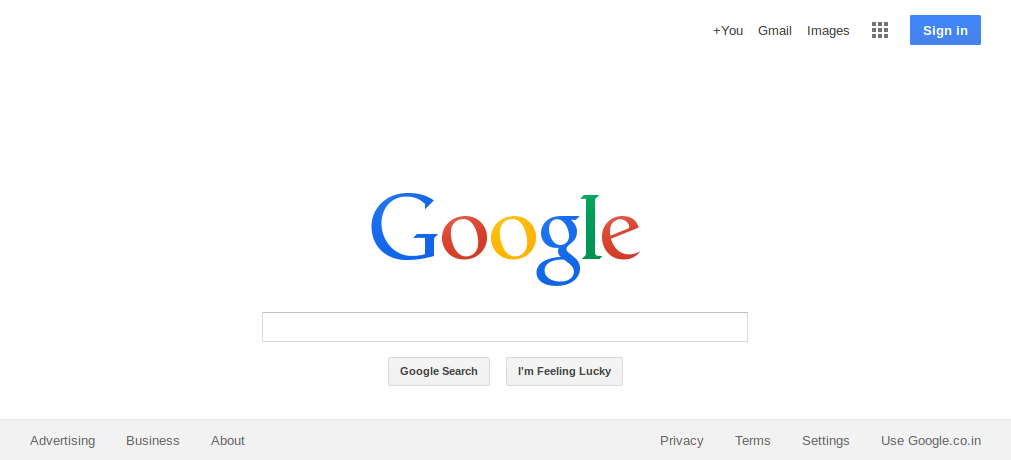 +You Gmail Images Sign in
Google
Google Search I'm Feeling Lucky
Advertising Business About Privacy Terms Settings Use Google.co.in